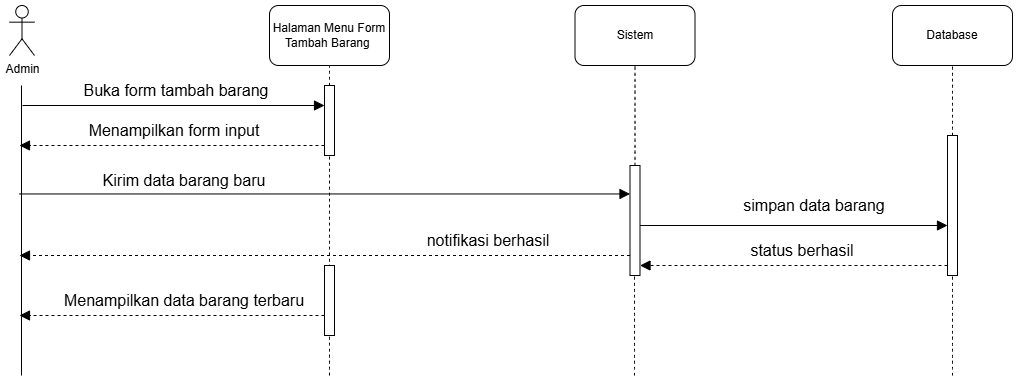 Admin
Halaman Menu Form
Tambah Barang
Sistem
Database
Buka form tambah barang
Menampilkan form input
Kirim data barang baru
simpan data barang
notifikasi berhasil
status berhasil
Menampilkan data barang terbaru